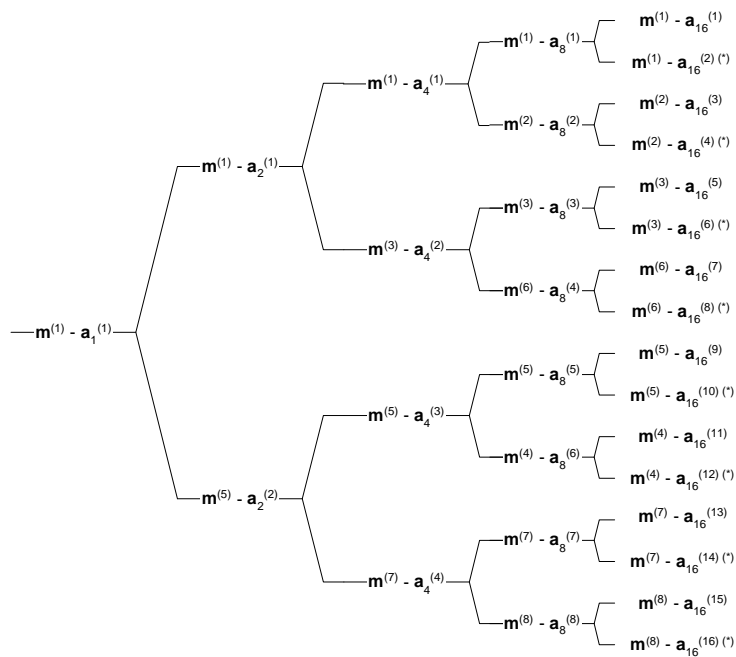 m(1) - a16(1)
m(1) - a8(1)
m(1) - a16(2) (*)
m(1) - a4(1)
m(2) - a16(3)
m(2) - a8(2)
m(2) - a16(4) (*)
m(1) - a2(1)
m(3) - a16(5)
m(3) - a8(3)
m(3) - a16(6) (*)
m(3) - a4(2)
m(6) - a16(7)
m(6) - a8(4)
m(6) - a16(8) (*)
m(1) - a1(1)
m(5) - a16(9)
m(5) - a8(5)
m(5) - a16(10) (*)
m(5) - a4(3)
m(4) - a16(11)
m(4) - a8(6)
m(4) - a16(12) (*)
m(5) - a2(2)
m(7) - a16(13)
m(7) - a8(7)
m(7) - a16(14) (*)
m(7) - a4(4)
m(8) - a16(15)
m(8) - a8(8)
m(8) - a16(16) (*)